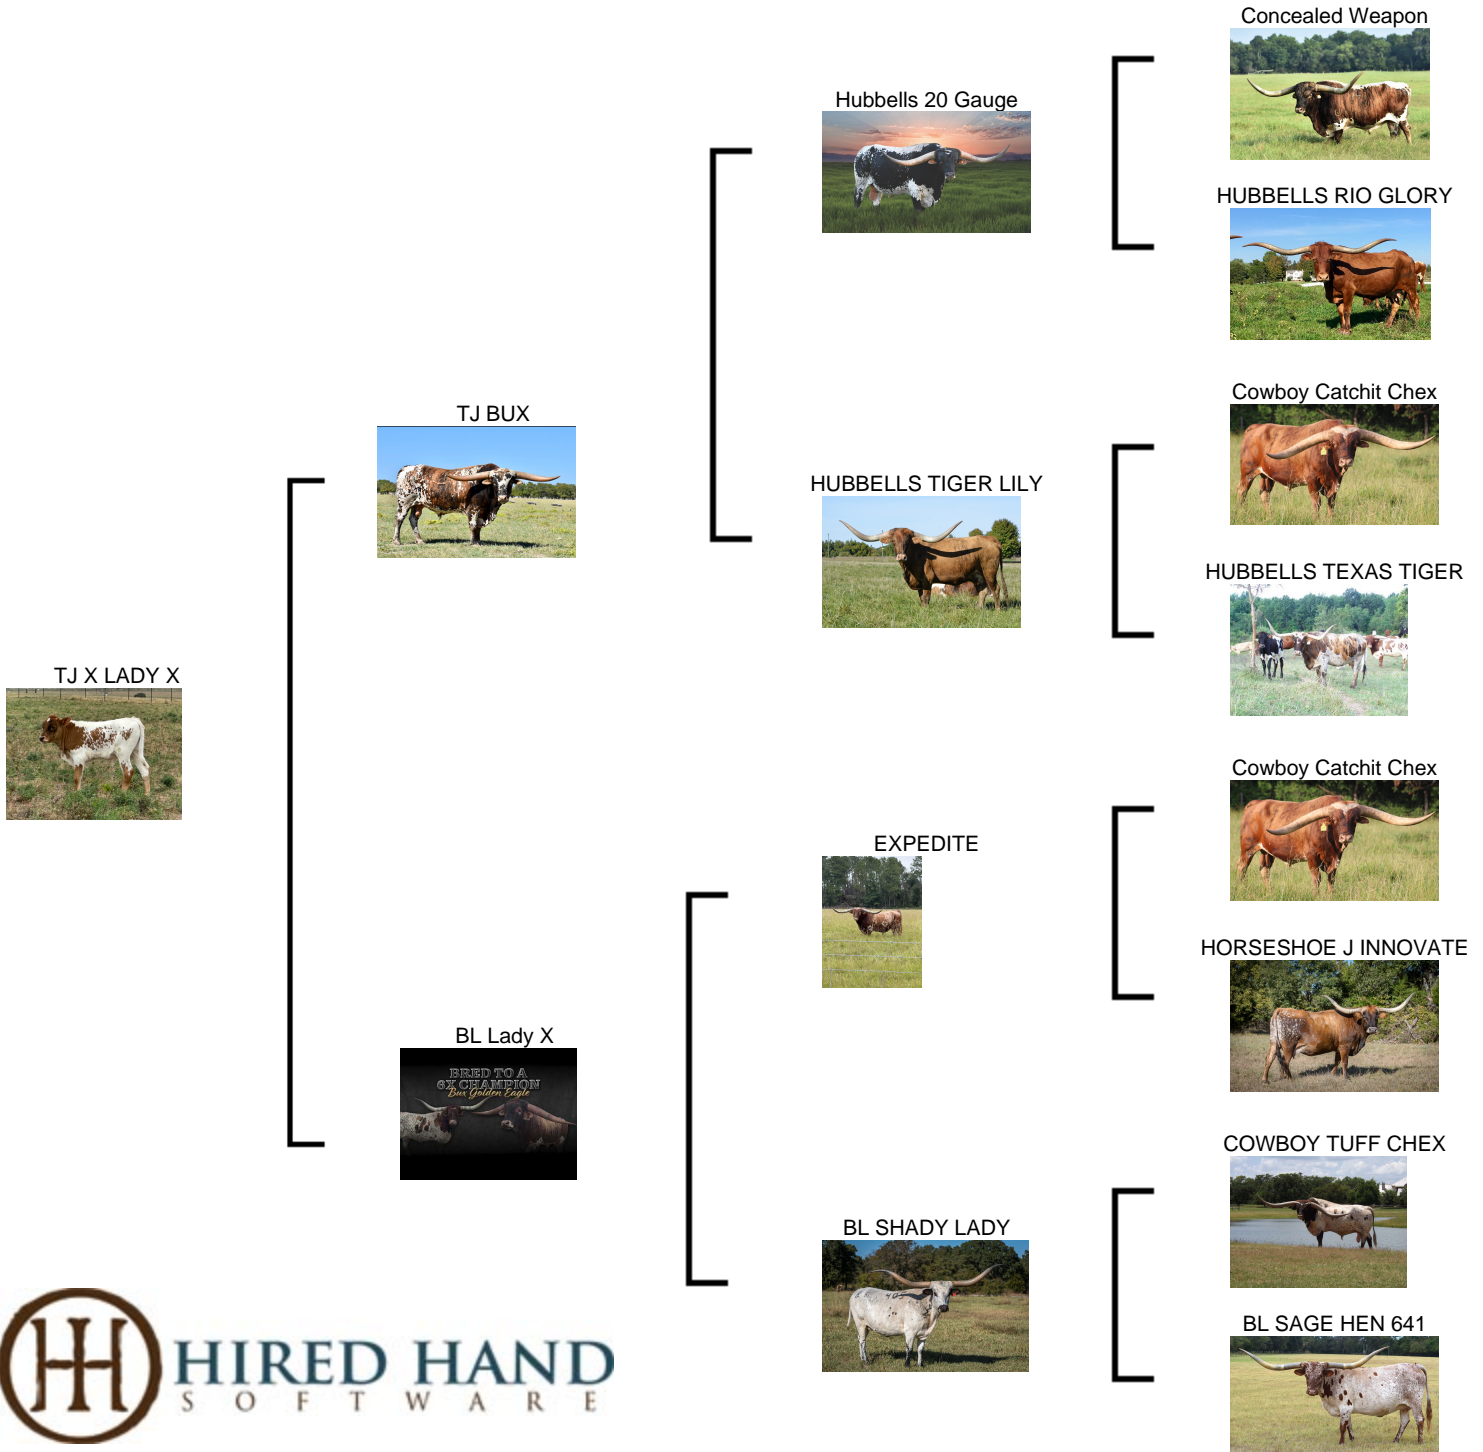 Concealed Weapon
Hubbells 20 Gauge
HUBBELLS RIO GLORY
Cowboy Catchit Chex
TJ BUX
HUBBELLS TIGER LILY
HUBBELLS TEXAS TIGER
TJ X LADY X
Cowboy Catchit Chex
EXPEDITE
HORSESHOE J INNOVATE
BL Lady X
BRED TO A
6X CHAMPION
Bux Golden Eagle
COWBOY TUFF CHEX
BL SHADY LADY
BL SAGE HEN 641
HIRED HAND
SOFTWARE